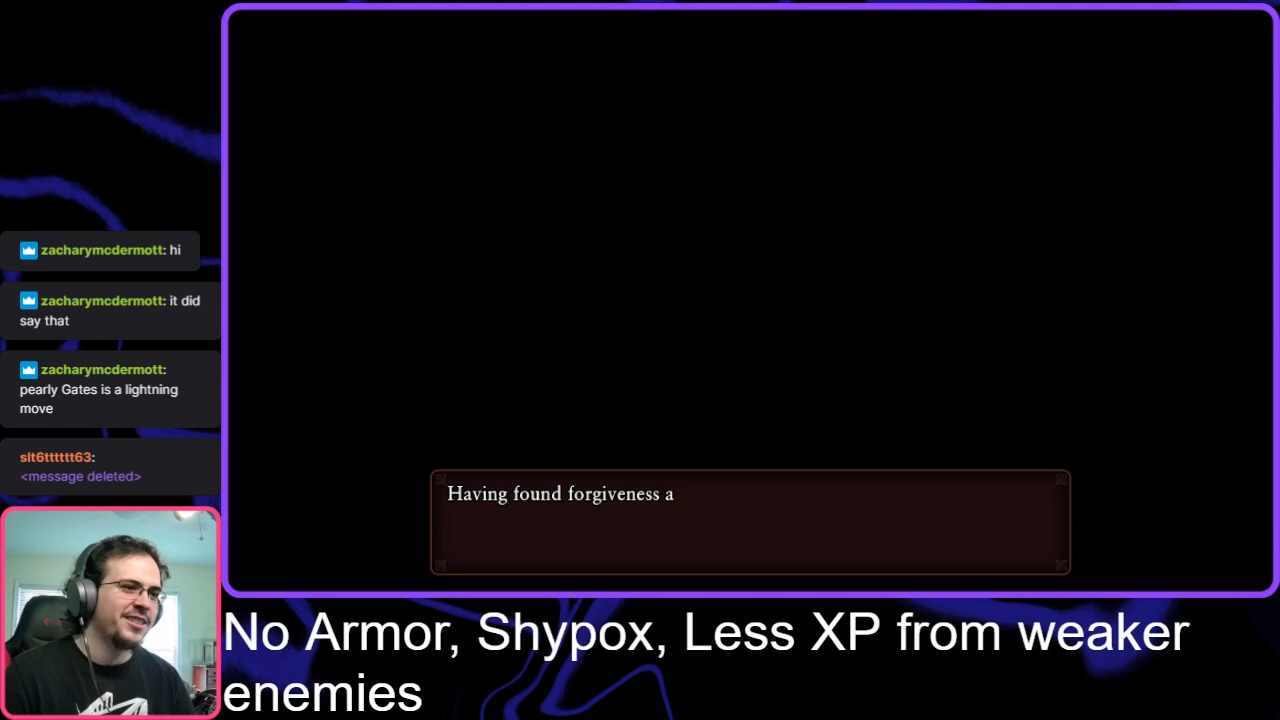 zacharymcdermott: hi
zacharymcdermott: it did
say that
zacharymcdermott:
pearly Gates is a lightning
move
slt6tttttt63:
<message deleted>
Having found forgiveness a
No Armor, Shypox, Less XP from weaker
enemies